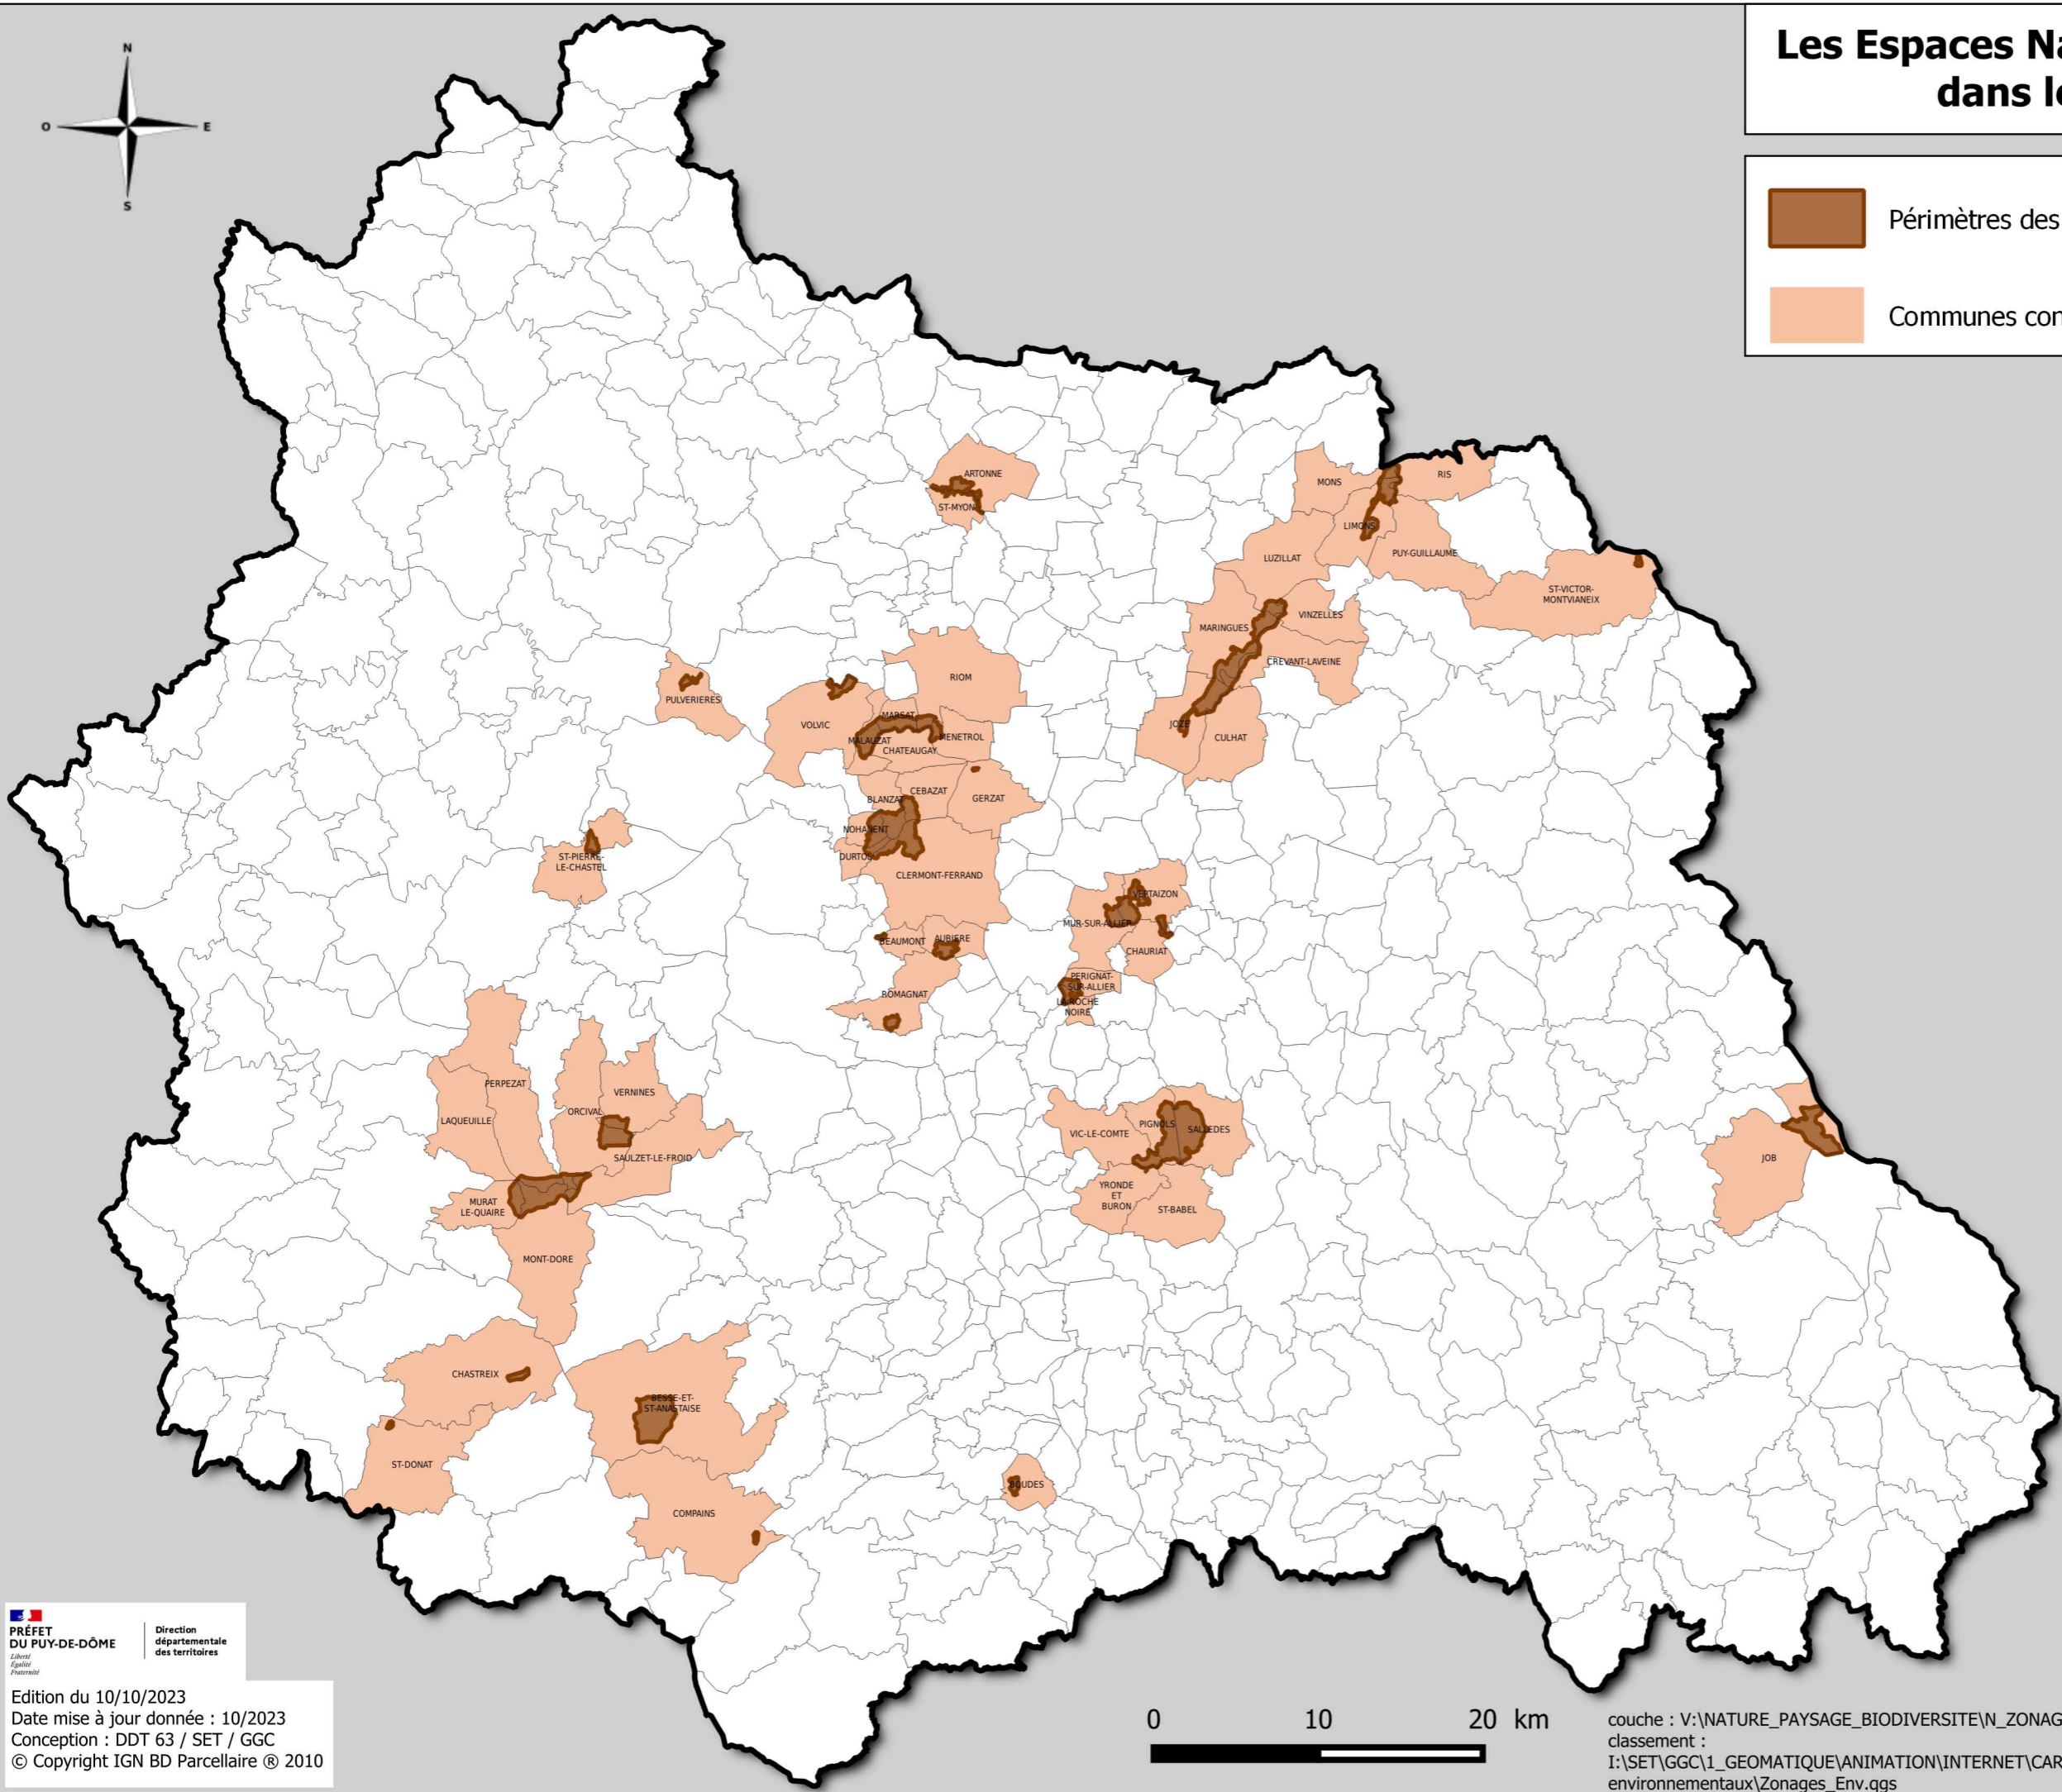 Les Espaces Na
dans le
N
O
E
S
Périmètres des
Communes con
ARTONNE
ST-MYON
MONS
RIS
LIMONS
PUY-GUILLAUME
LUZILLAT
ST-VICTOR-
MONTVIANEIX
VINZELLES
MARINGUES
CREVANT-LAVEINE
JOZE
CULHAT
RIOM
PULVERIERES
VOLVIC
MARSAT
MALAUZAT
MENETROL
CHATEAUGAY
CEBAZAT
BLANZAT
GERZAT
NOHANENT
DURTOL
ST-PIERRE-
LE-CHASTEL
CLERMONT-FERRAND
VERTAIZON
MUR-SUR-ALLIER
BEAUMONT
AUBIERE
CHAURIAT
PERIGNAT-
SUR-ALLIER
ROMAGNAT
LA ROCHE
NOIRE
PERPEZAT
VERNINES
ORCIVAL
LAQUEUILLE
SAULZET-LE-FROID
MURAT
LE-QUAIRE
MONT-DORE
VIC-LE-COMTE
PIGNOLS
SALLEDES
YRONDE
ET
BURON
ST-BABEL
JOB
CHASTREIX
BESSE-ET-
ST-ANASTAISE
ST-DONAT
COMPAINS
BOUDES
PRÉFET
DU PUY-DE-DÔME
Liberté
Égalité
Fraternité
Direction
départementale
des territoires
Edition du 10/10/2023
Date mise à jour donnée : 10/2023
Conception : DDT 63 / SET / GGC
© Copyright IGN BD Parcellaire ® 2010
0 10 20 km
couche : V:\NATURE_PAYSAGE_BIODIVERSITE\N_ZONAG
classement :
I:\SET\GGC\1_GEOMATIQUE\ANIMATION\INTERNET\CAR
environnementaux\Zonages_Env.qgs